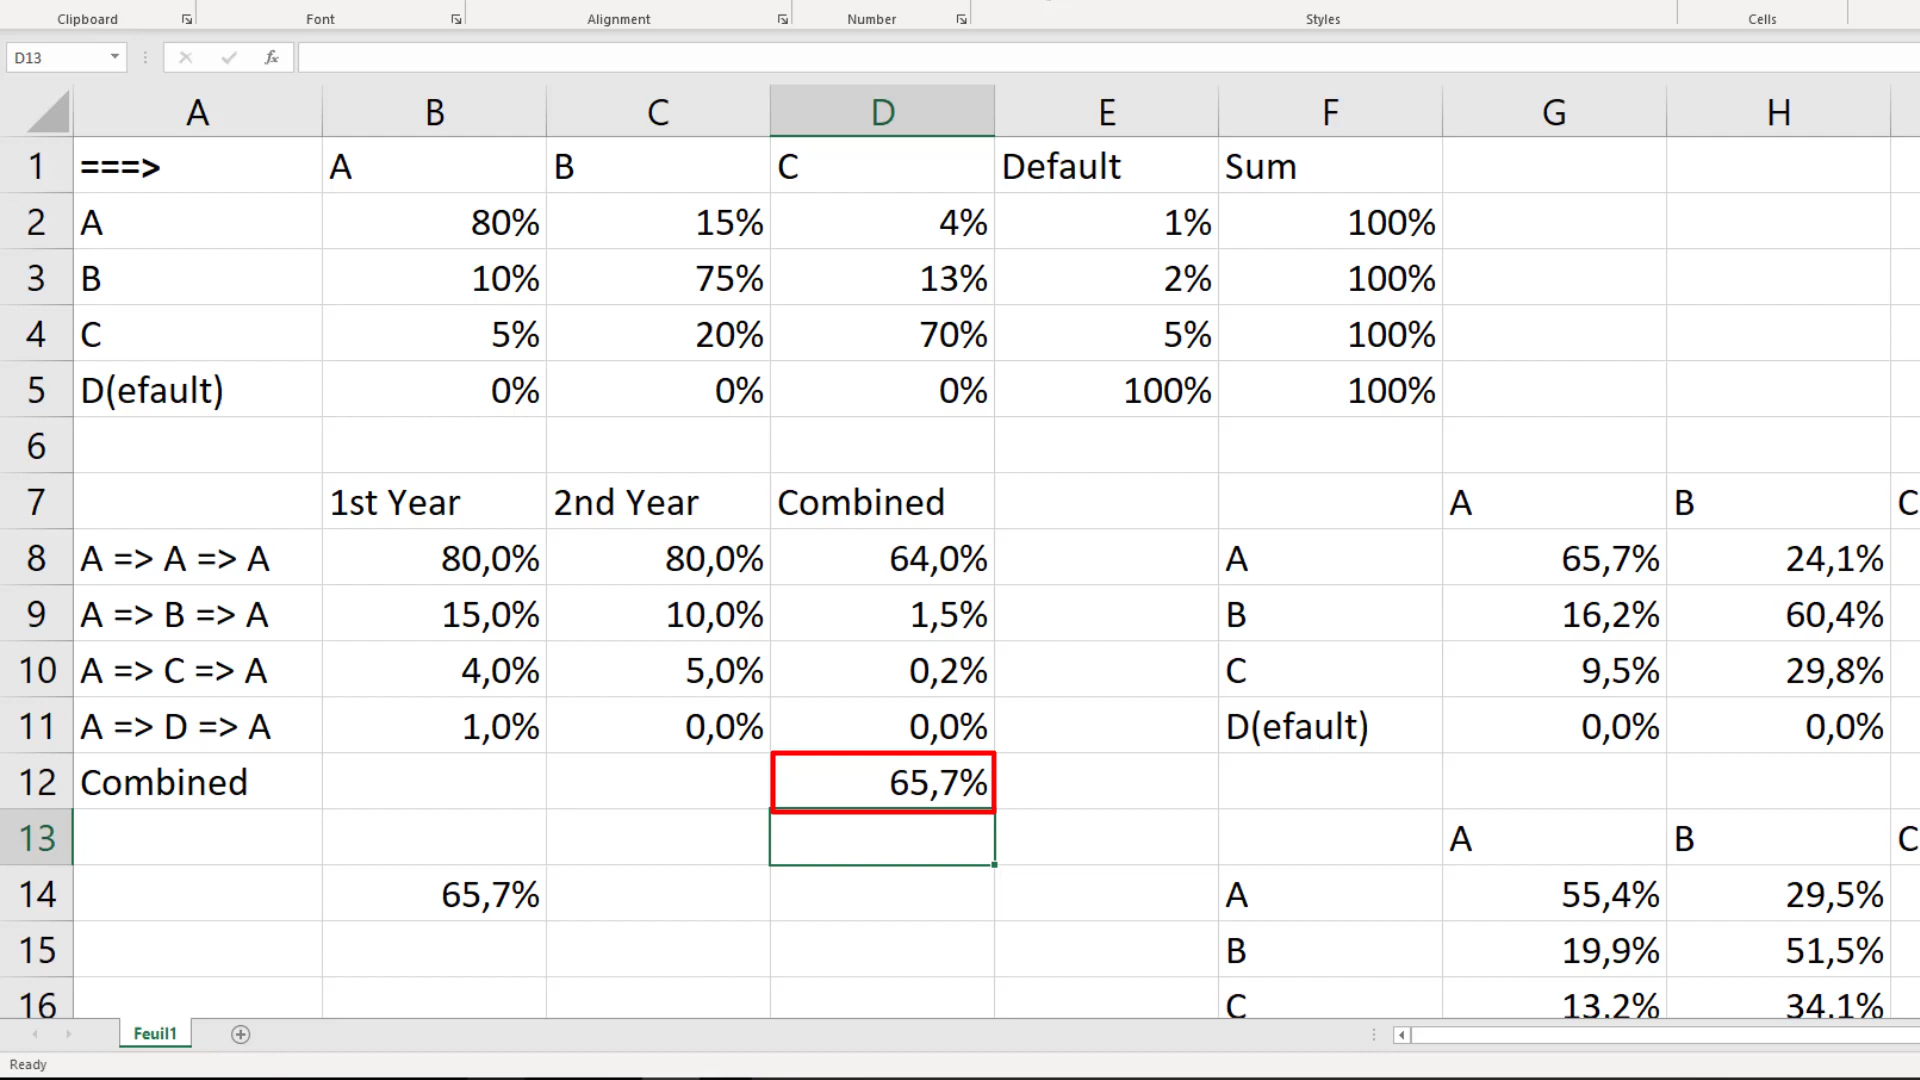 Clipboard Font Alignment Number Styles Cells
D13 fx
A B C D E F G H
1 ===> A B C Default Sum
2 A 80% 15% 4% 1% 100%
3 B 10% 75% 13% 2% 100%
4 C 5% 20% 70% 5% 100%
5 D(efault) 0% 0% 0% 100% 100%
6
7 1st Year 2nd Year Combined A B C
8 A => A => A 80,0% 80,0% 64,0% A 65,7% 24,1%
9 A => B => A 15,0% 10,0% 1,5% B 16,2% 60,4%
10 A => C => A 4,0% 5,0% 0,2% C 9,5% 29,8%
11 A => D => A 1,0% 0,0% 0,0% D(efault) 0,0% 0,0%
12 Combined 65,7%
13 A B C
14 65,7% A 55,4% 29,5%
15 B 19,9% 51,5%
16 C 13,2% 34,1%
Feuil1
Ready